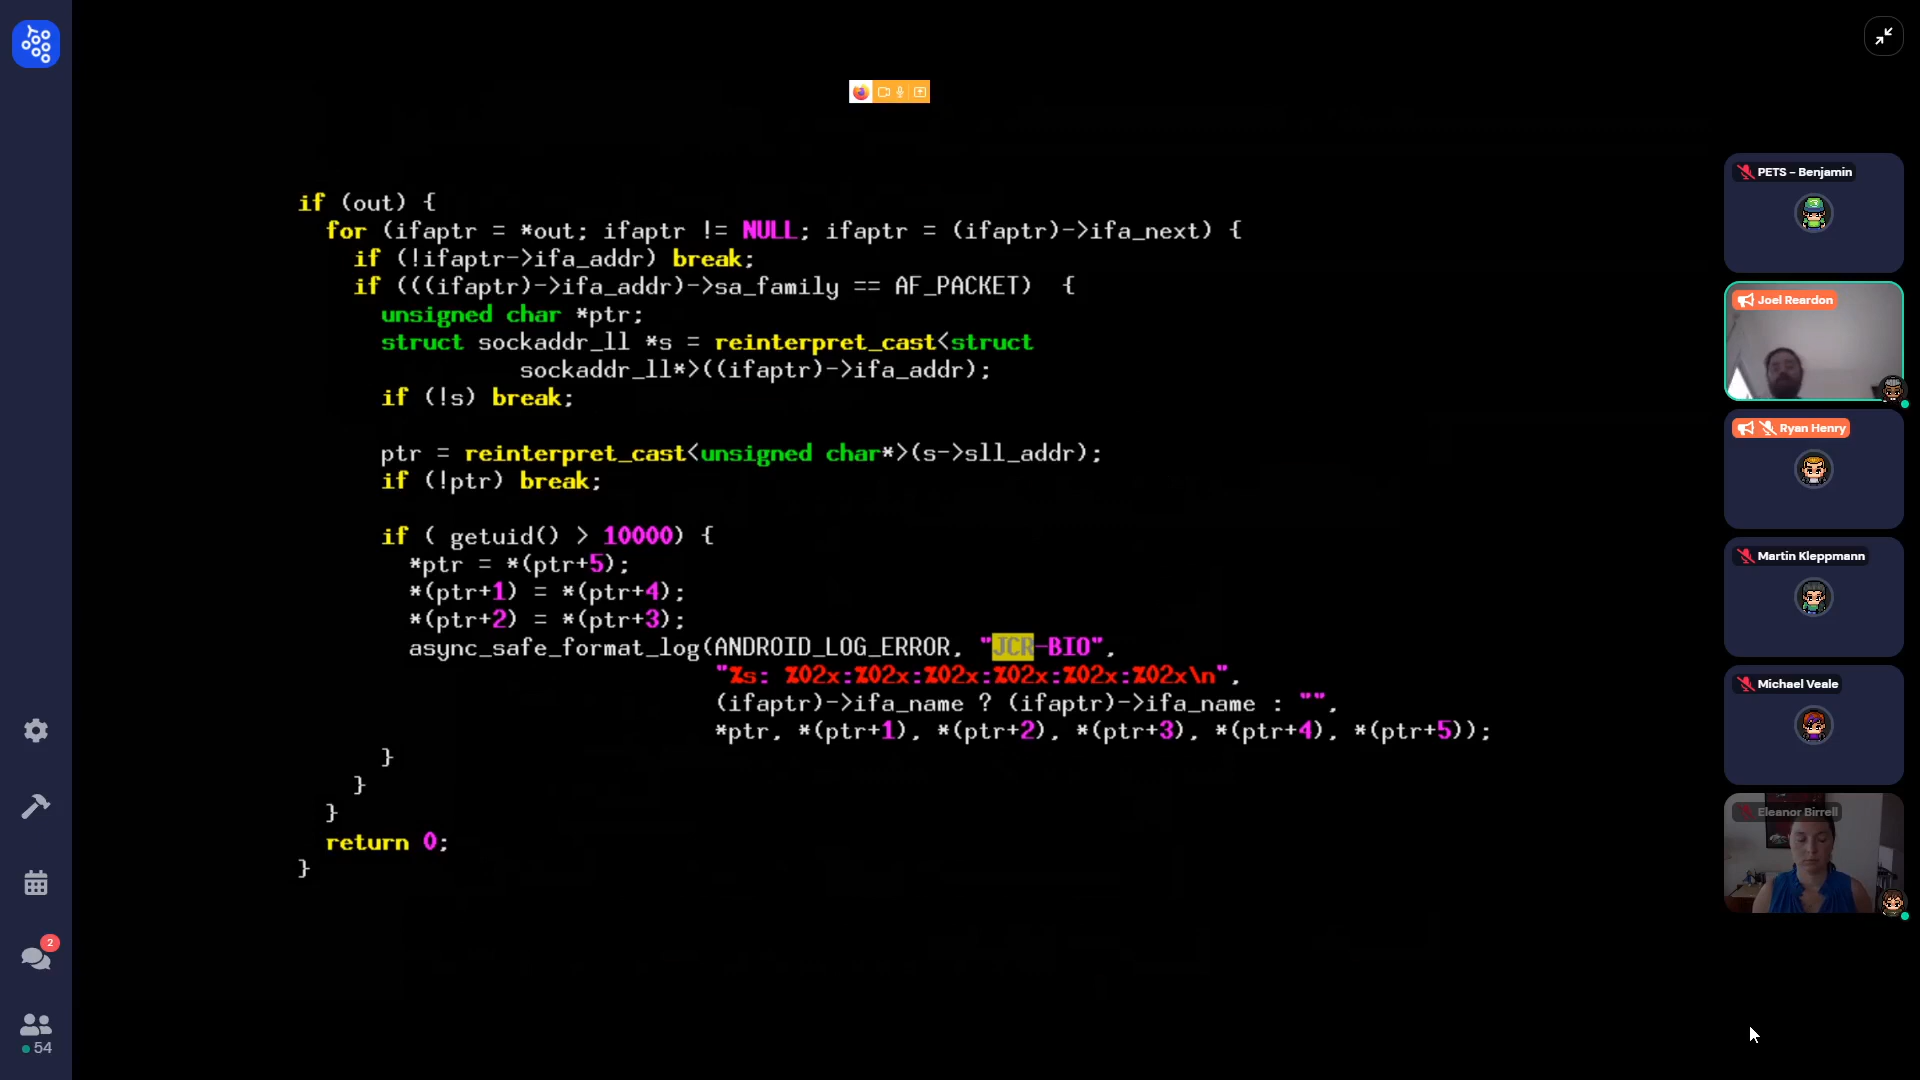 if (out) {
for (ifaptr = *out; ifaptr != NULL; ifaptr = (ifaptr)->ifa_next) {
if (!ifaptr->ifa_addr) break;
if (((ifaptr)->ifa_addr)->sa_family == AF_PACKET)  {
unsigned char *ptr;
struct sockaddr_ll *s = reinterpret_cast<struct
sockaddr_ll*>((ifaptr)->ifa_addr);
if (!s) break;
ptr = reinterpret_cast<unsigned char*>(s->sll_addr);
if (!ptr) break;
if ( getuid() > 10000) {
*ptr = *(ptr+5);
*(ptr+1) = *(ptr+4);
*(ptr+2) = *(ptr+3);
async_safe_format_log(ANDROID_LOG_ERROR, "JCR-BIO",
"%s: %02x:%02x:%02x:%02x:%02x:%02x\n",
(ifaptr)->ifa_name ? (ifaptr)->ifa_name : "",
*ptr, *(ptr+1), *(ptr+2), *(ptr+3), *(ptr+4), *(ptr+5));
}
}
}
return 0;
}
PETS - Benjamin
Joel Reardon
Ryan Henry
Martin Kleppmann
Michael Veale
Eleanor Birrell
2
54